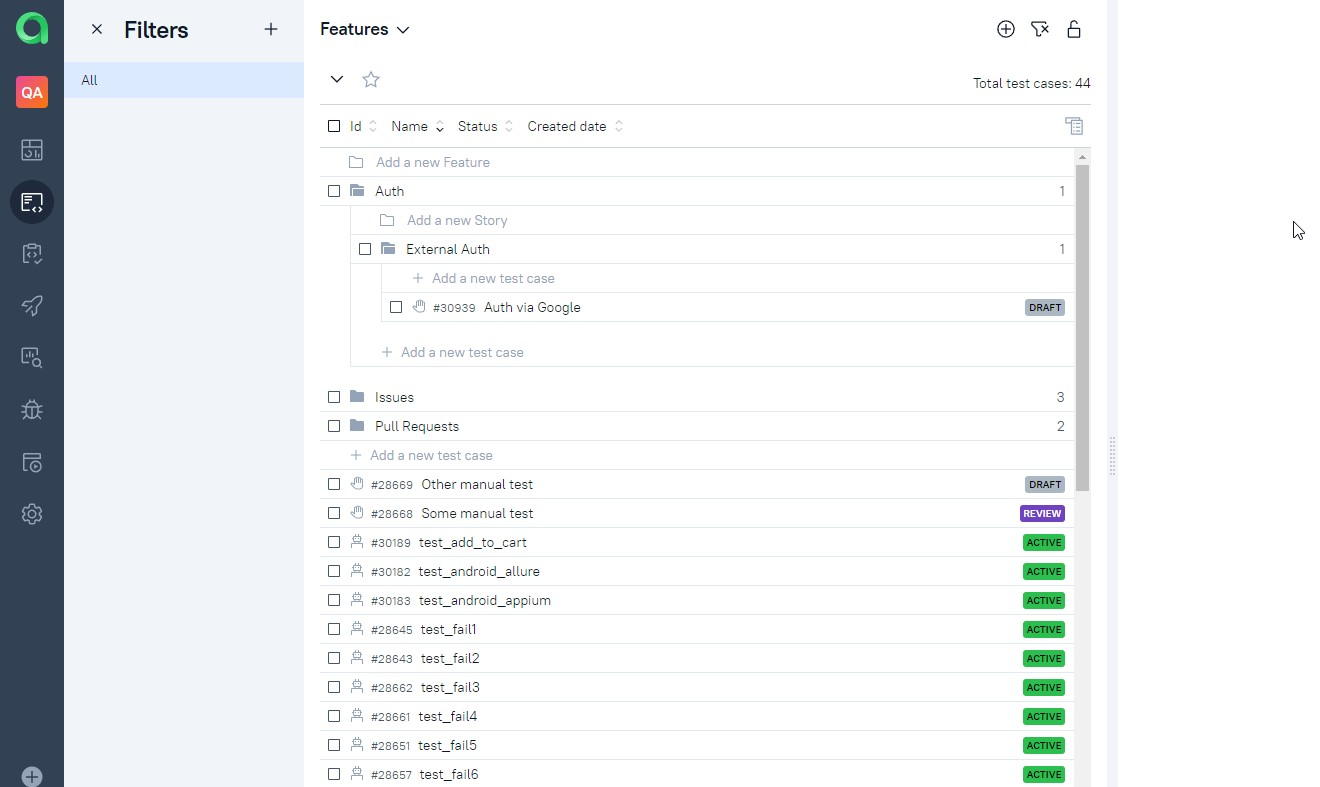 Filters
Features
QA
All
Total test cases: 44
Id Name Status Created date
Add a new Feature
Auth 1
Add a new Story
External Auth 1
Add a new test case
#30939 Auth via Google DRAFT
Add a new test case
Issues 3
Pull Requests 2
Add a new test case
#28669 Other manual test DRAFT
#28668 Some manual test REVIEW
#30189 test_add_to_cart ACTIVE
#30182 test_android_allure ACTIVE
#30183 test_android_appium ACTIVE
#28645 test_fail1 ACTIVE
#28643 test_fail2 ACTIVE
#28662 test_fail3 ACTIVE
#28661 test_fail4 ACTIVE
#28651 test_fail5 ACTIVE
#28657 test_fail6 ACTIVE